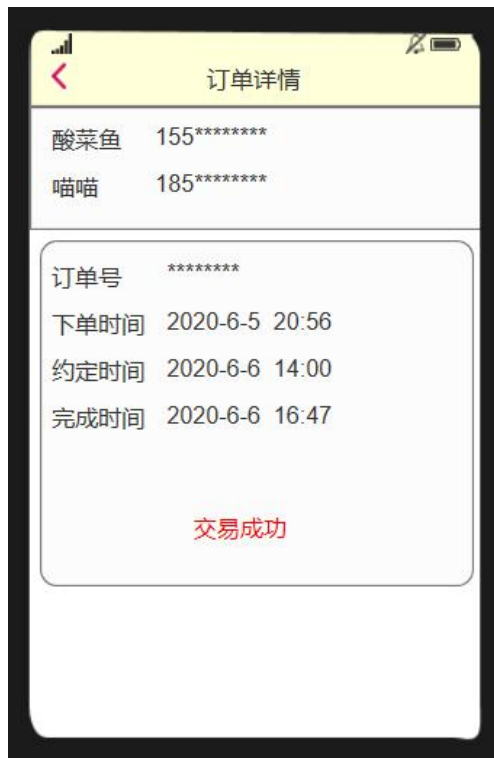 订单详情
酸菜鱼 155********
喵喵 185********
订单号 ********
下单时间 2020-6-5 20:56
约定时间 2020-6-6 14:00
完成时间 2020-6-6 16:47
交易成功